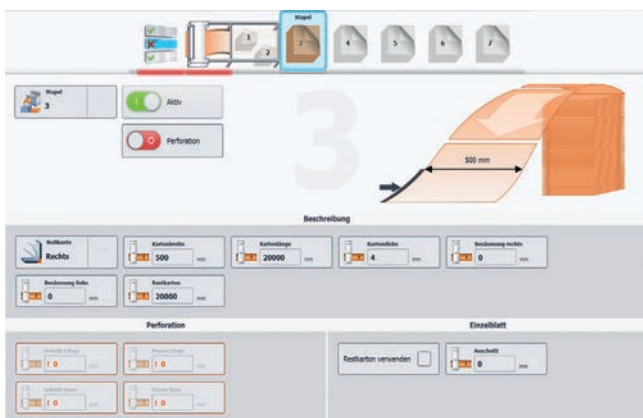 Stapel
1
2
3
4
5
6
7
Stapel
3
Aktiv
Perforation
3
500 mm
Beschreibung
Nullkante
Rechts
Kartonbreite
500 mm
Kartonlänge
20000 mm
Kartondicke
4 mm
Besäumung rechts
0 mm
Besäumung links
0 mm
Restkarton
20000 mm
Perforation
Einzelblatt
! 0
! 0
Restkarton verwenden
Anschnitt
0 mm
! 0
! 0